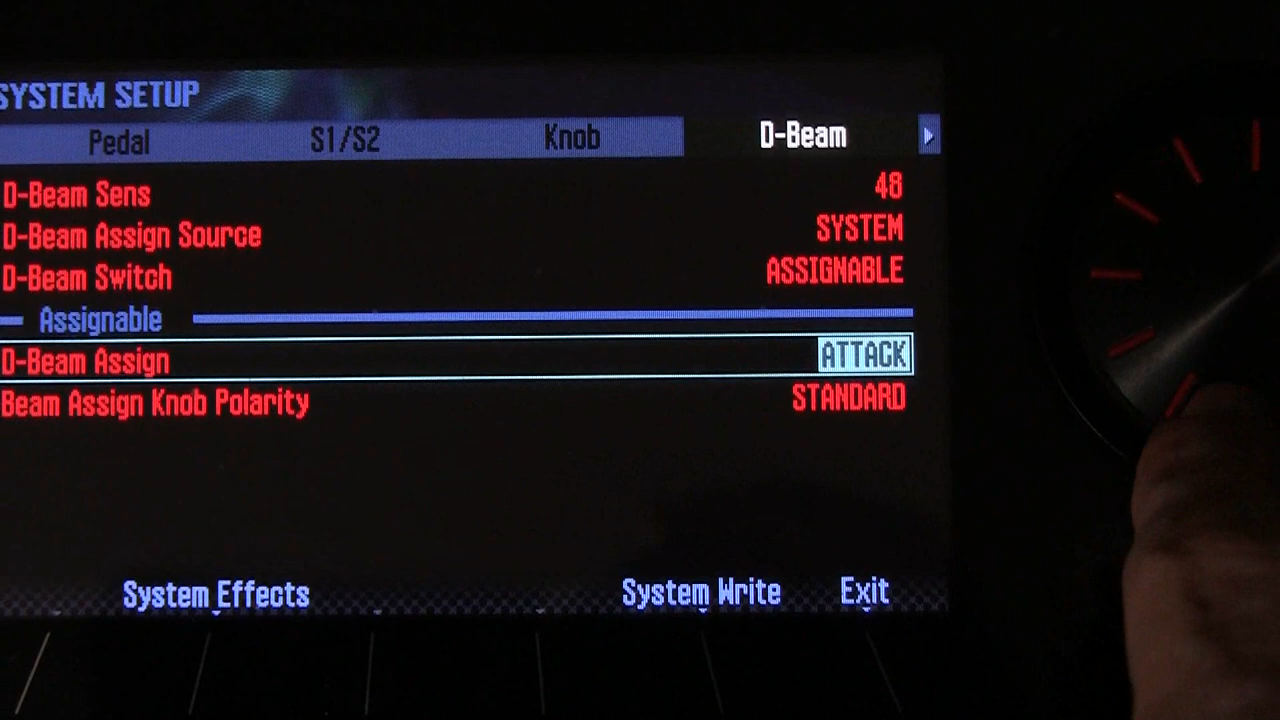 SYSTEM SETUP
Pedal S1/S2 Knob D-Beam
D-Beam Sens 48
D-Beam Assign Source SYSTEM
D-Beam Switch ASSIGNABLE
Assignable
D-Beam Assign ATTACK
Beam Assign Knob Polarity STANDARD
System Effects System Write Exit